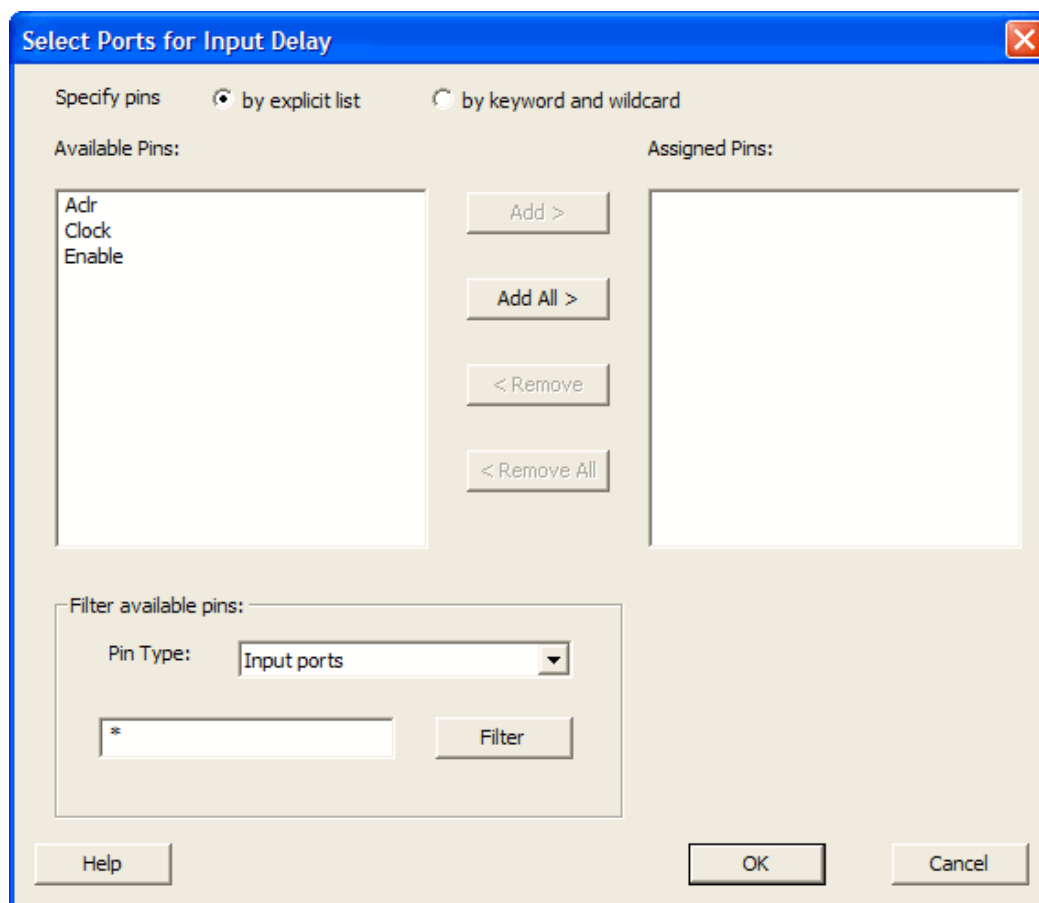 Select Ports for Input Delay
Specify pins by explicit list by keyword and wildcard
Available Pins: Assigned Pins:
Aclr
Clock
Enable
Add >
Add All >
< Remove
< Remove All
Filter available pins:
Pin Type: Input ports
* Filter
Help OK Cancel